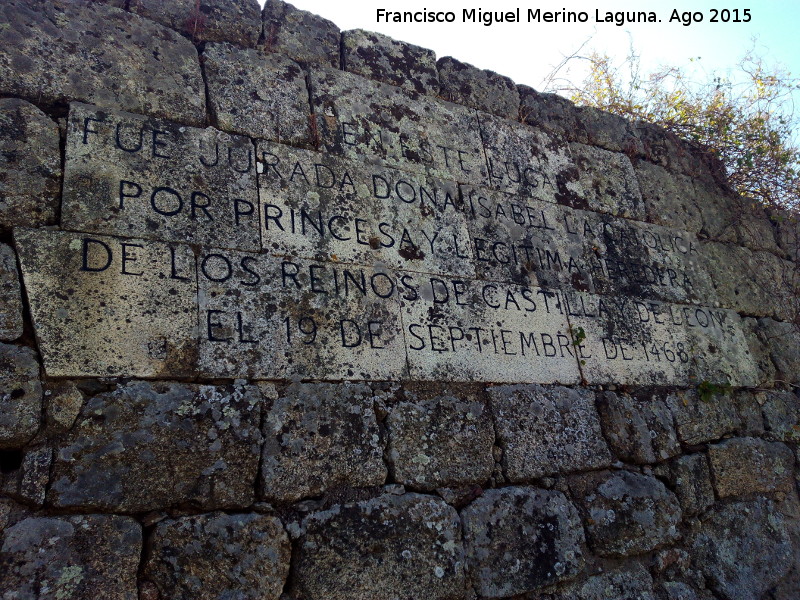 Francisco Miguel Merino Laguna. Ago 2015
EN ESTE LUGAR
FUE JURADA DOÑA ISABEL LA CATOLICA
POR PRINCESA Y LEGITIMA HEREDERA
DE LOS REINOS DE CASTILLA Y DE LEON
EL 19 DE SEPTIEMBRE DE 1468